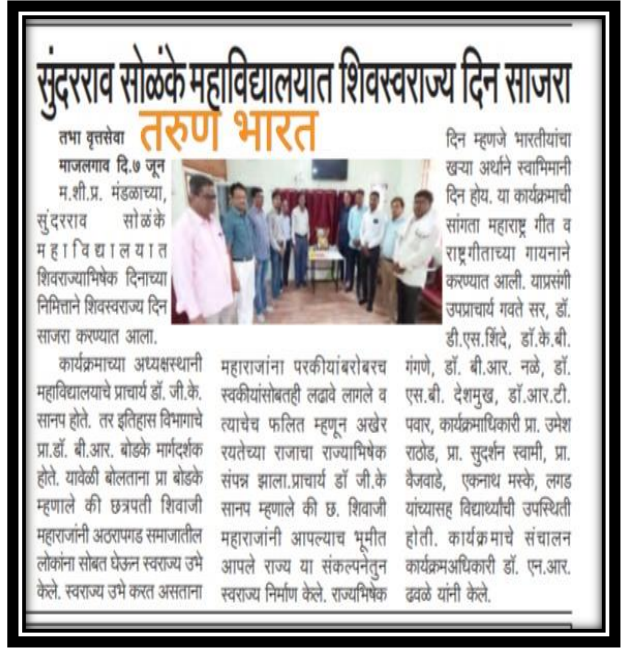 सुंदरराव सोळंके महाविद्यालयात शिवस्वराज्य दिन साजरा
तरुण भारत
तभा वृत्तसेवा
माजलगाव दि.७ जून
म.शी.प्र. मंडळाच्या,
सुंदरराव सोळंके
महाविद्यालयात
शिवराज्याभिषेक दिनाच्या
निमित्ताने शिवस्वराज्य दिन
साजरा करण्यात आला.
कार्यक्रमाच्या अध्यक्षस्थानी
महाविद्यालयाचे प्राचार्य डॉ. जी.के.
सानप होते. तर इतिहास विभागाचे
प्रा.डॉ. बी.आर. बोडके मार्गदर्शक
होते. यावेळी बोलताना प्रा बोडके
म्हणाले की छत्रपती शिवाजी
महाराजांनी अठरापगड समाजातील
लोकांना सोबत घेऊन स्वराज्य उभे
केले. स्वराज्य उभे करत असताना
महाराजांना परकीयांबरोबरच
स्वकीयांसोबतही लढावे लागले व
त्याचेच फलित म्हणून अखेर
रयतेच्या राजाचा राज्याभिषेक
संपन्न झाला.प्राचार्य डॉ जी.के
सानप म्हणाले की छ. शिवाजी
महाराजांनी आपल्याच भूमीत
आपले राज्य या संकल्पनेतुन
स्वराज्य निर्माण केले. राज्यभिषेक
दिन म्हणजे भारतीयांचा
खऱ्या अर्थाने स्वाभिमानी
दिन होय. या कार्यक्रमाची
सांगता महाराष्ट्र गीत व
राष्ट्रगीताच्या गायनाने
करण्यात आली. याप्रसंगी
उपप्राचार्य गवते सर, डॉ.
डी.एस.शिंदे, डॉ.के.बी.
गंगणे, डॉ. बी.आर. नळे, डॉ.
एस.बी. देशमुख, डॉ.आर.टी.
पवार, कार्यक्रमाधिकारी प्रा. उमेश
राठोड, प्रा. सुदर्शन स्वामी, प्रा.
वैजवाडे, एकनाथ मस्के, लगड
यांच्यासह विद्यार्थ्यांची उपस्थिती
होती. कार्यक्रमाचे संचालन
कार्यक्रमअधिकारी डॉ. एन.आर.
ढवळे यांनी केले.